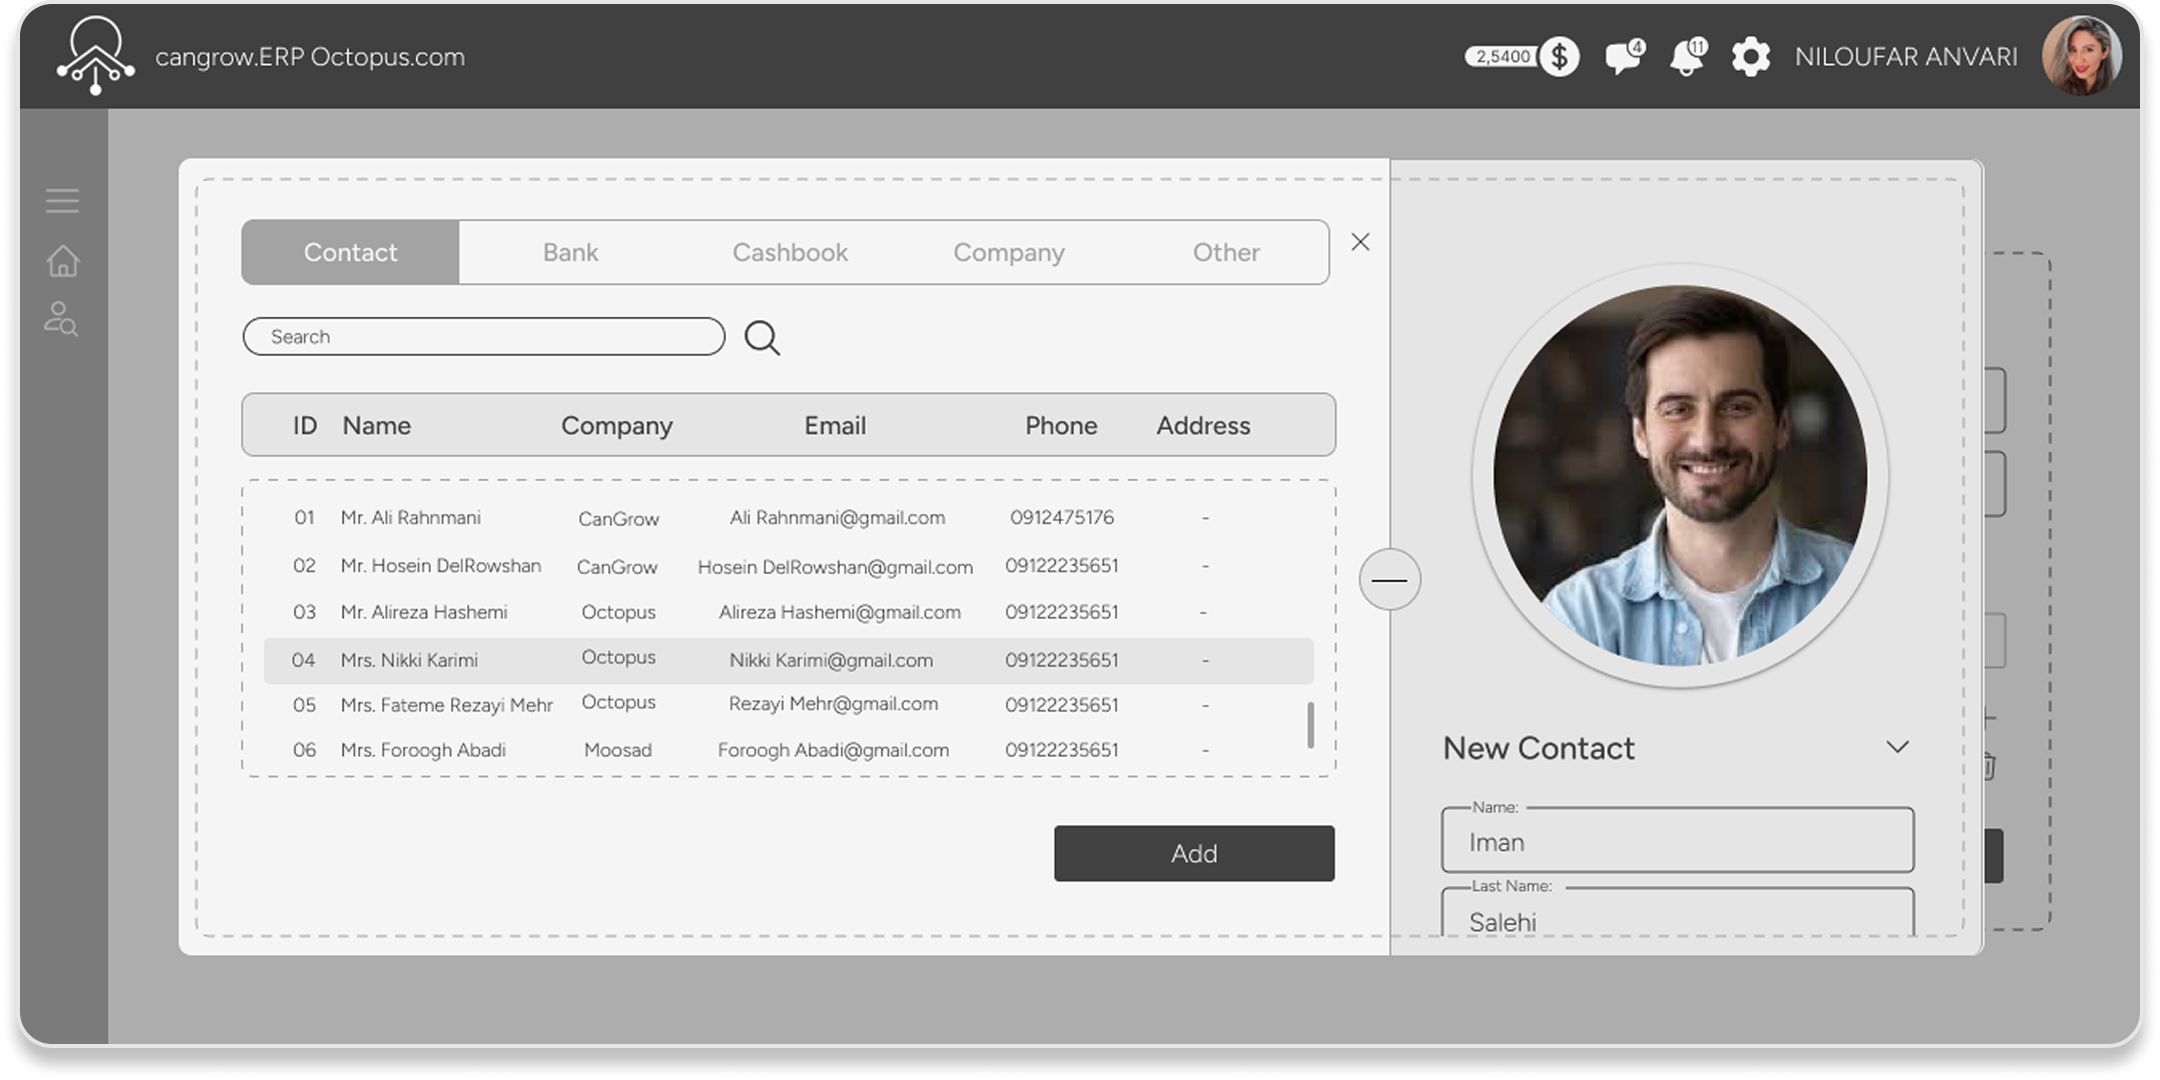 cangrow.ERP Octopus.com
2,5400 $ 4 11 NILOUFAR ANVARI
Contact Bank Cashbook Company Other
Search
ID Name Company Email Phone Address
01 Mr. Ali Rahnmani CanGrow Ali Rahnmani@gmail.com 0912475176 -
02 Mr. Hosein DelRowshan CanGrow Hosein DelRowshan@gmail.com 09122235651 -
03 Mr. Alireza Hashemi Octopus Alireza Hashemi@gmail.com 09122235651 -
04 Mrs. Nikki Karimi Octopus Nikki Karimi@gmail.com 09122235651 -
05 Mrs. Fateme Rezayi Mehr Octopus Rezayi Mehr@gmail.com 09122235651 -
06 Mrs. Foroogh Abadi Moosad Foroogh Abadi@gmail.com 09122235651 -
Add
New Contact
Name:
Iman
Last Name:
Salehi